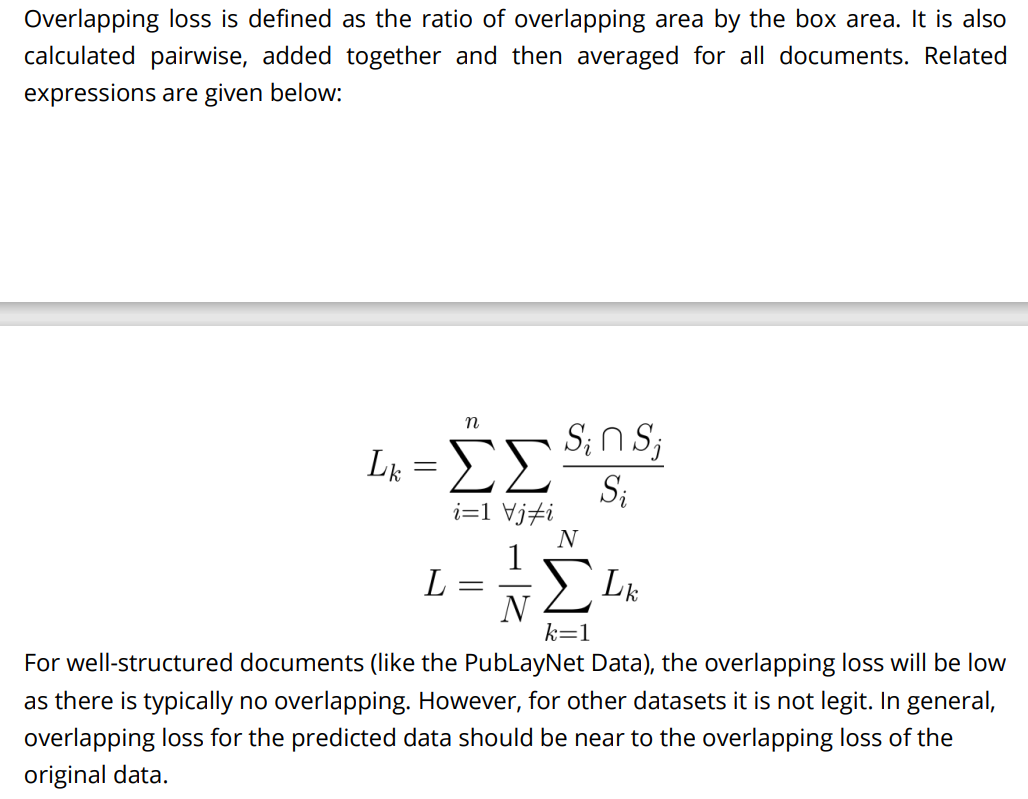 Overlapping loss is defined as the ratio of overlapping area by the box area. It is also
calculated pairwise, added together and then averaged for all documents. Related
expressions are given below:
L_k = \sum_{i=1}^{n} \sum_{\forall j \neq i} \frac{S_i \cap S_j}{S_i}
L = \frac{1}{N} \sum_{k=1}^{N} L_k
For well-structured documents (like the PubLayNet Data), the overlapping loss will be low
as there is typically no overlapping. However, for other datasets it is not legit. In general,
overlapping loss for the predicted data should be near to the overlapping loss of the
original data.